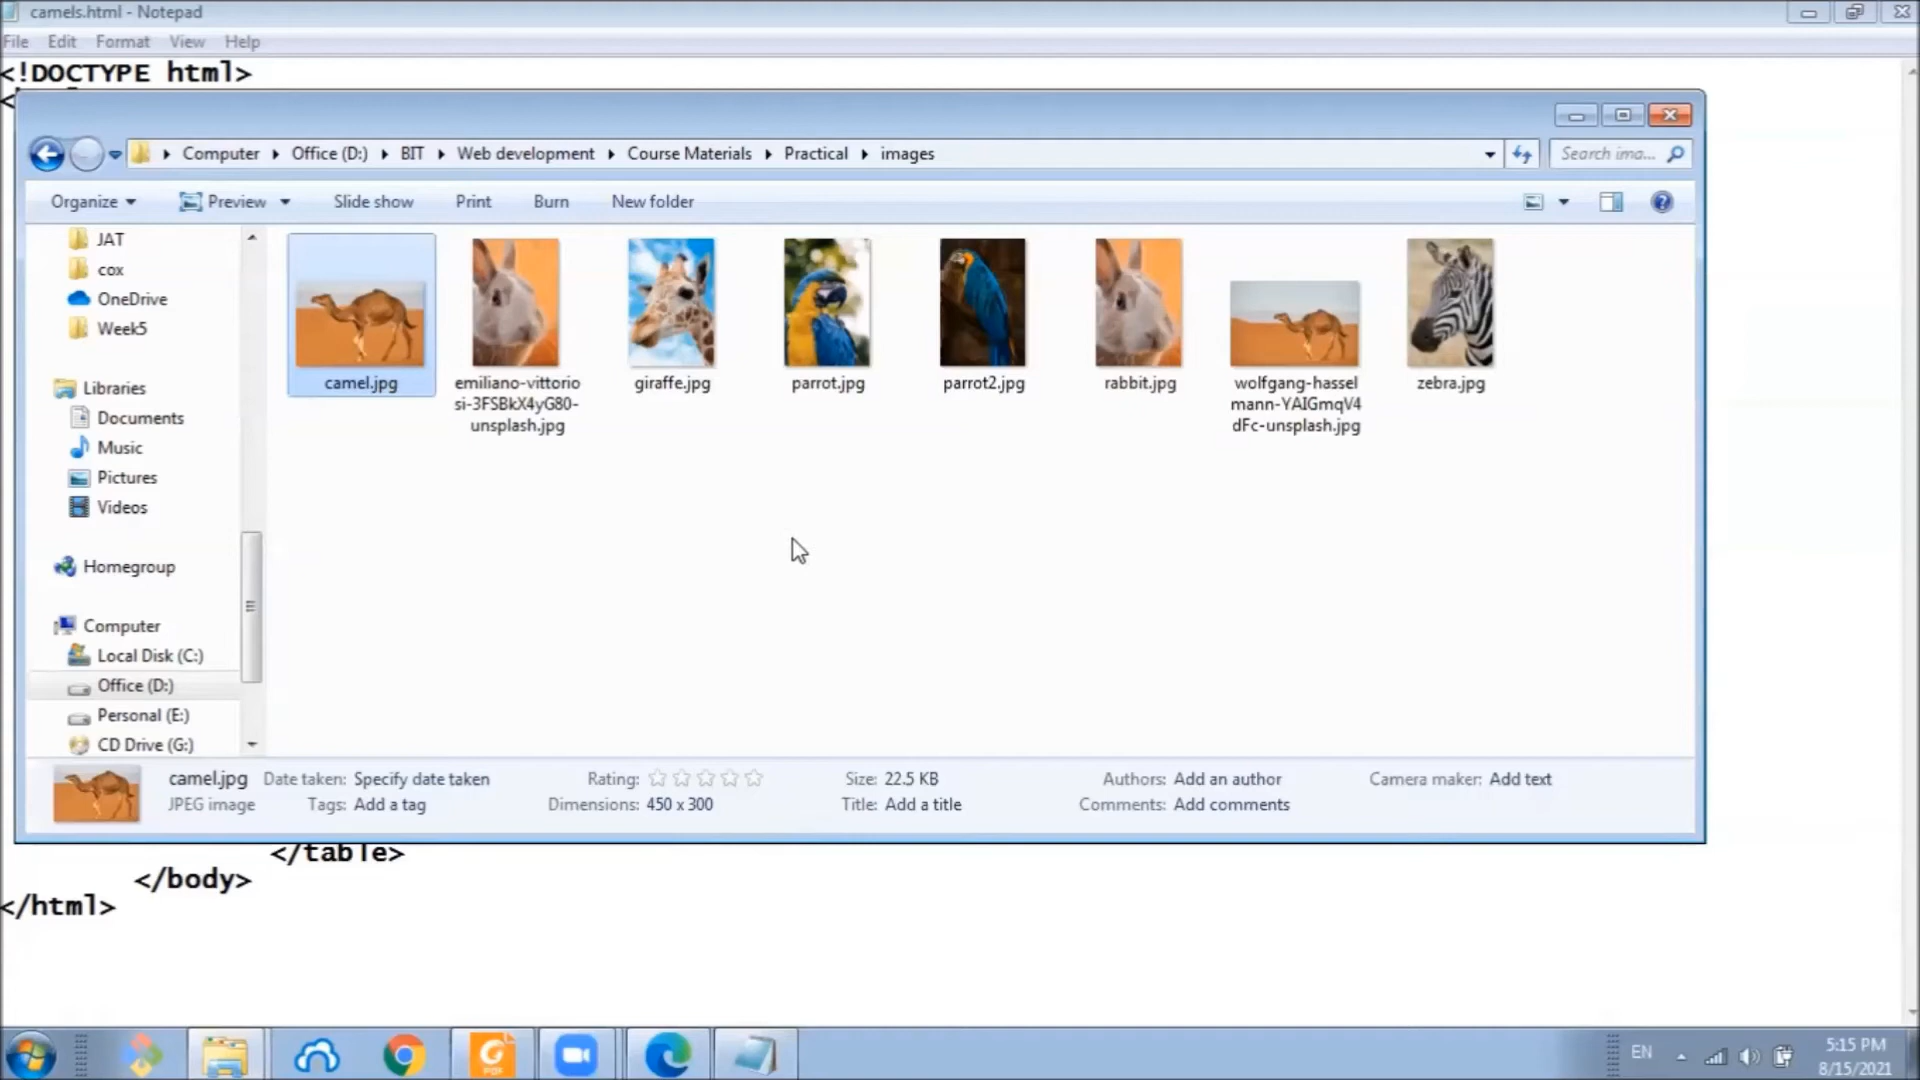 camels.html - Notepad
File Edit Format View Help
<!DOCTYPE html>
<
Computer Office (D:) BIT Web development Course Materials Practical images
Search ima...
Organize Preview Slide show Print Burn New folder
JAT
cox
OneDrive
Week5
Libraries
Documents
Music
Pictures
Videos
Homegroup
Computer
Local Disk (C:)
Office (D:)
Personal (E:)
CD Drive (G:)
camel.jpg
emiliano-vittorio
si-3FSBkX4yG80-
unsplash.jpg
giraffe.jpg
parrot.jpg
parrot2.jpg
rabbit.jpg
wolfgang-hassel
mann-YAIGmqV4
dFc-unsplash.jpg
zebra.jpg
camel.jpg Date taken: Specify date taken Rating: Size: 22.5 KB Authors: Add an author Camera maker: Add text
JPEG image Tags: Add a tag Dimensions: 450 x 300 Title: Add a title Comments: Add comments
</table>
</body>
</html>
PDF
EN
5:15 PM
8/15/2021